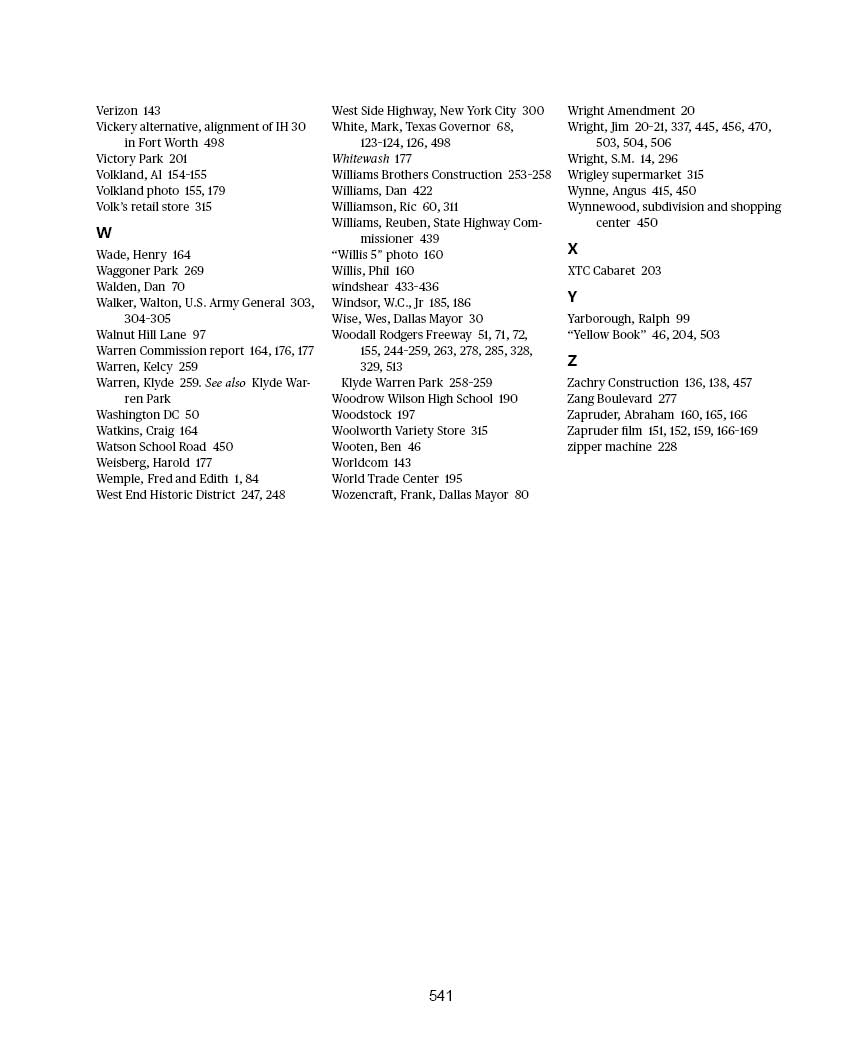 Verizon 143
Vickery alternative, alignment of IH 30
in Fort Worth 498
Victory Park 201
Volkland, Al 154-155
Volkland photo 155, 179
Volk’s retail store 315
W
Wade, Henry 164
Waggoner Park 269
Walden, Dan 70
Walker, Walton, U.S. Army General 303,
304-305
Walnut Hill Lane 97
Warren Commission report 164, 176, 177
Warren, Kelcy 259
Warren, Klyde 259. See also Klyde War-
ren Park
Washington DC 50
Watkins, Craig 164
Watson School Road 450
Weisberg, Harold 177
Wemple, Fred and Edith 1, 84
West End Historic District 247, 248
West Side Highway, New York City 300
White, Mark, Texas Governor 68,
123-124, 126, 498
Whitewash 177
Williams Brothers Construction 253-258
Williams, Dan 422
Williamson, Ric 60, 311
Williams, Reuben, State Highway Com-
missioner 439
“Willis 5” photo 160
Willis, Phil 160
windshear 433-436
Windsor, W.C., Jr 185, 186
Wise, Wes, Dallas Mayor 30
Woodall Rodgers Freeway 51, 71, 72,
155, 244-259, 263, 278, 285, 328,
329, 513
Klyde Warren Park 258-259
Woodrow Wilson High School 190
Woodstock 197
Woolworth Variety Store 315
Wooten, Ben 46
Worldcom 143
World Trade Center 195
Wozencraft, Frank, Dallas Mayor 80
Wright Amendment 20
Wright, Jim 20-21, 337, 445, 456, 470,
503, 504, 506
Wright, S.M. 14, 296
Wrigley supermarket 315
Wynne, Angus 415, 450
Wynnewood, subdivision and shopping
center 450
X
XTC Cabaret 203
Y
Yarborough, Ralph 99
“Yellow Book” 46, 204, 503
Z
Zachry Construction 136, 138, 457
Zang Boulevard 277
Zapruder, Abraham 160, 165, 166
Zapruder film 151, 152, 159, 166-169
zipper machine 228
541